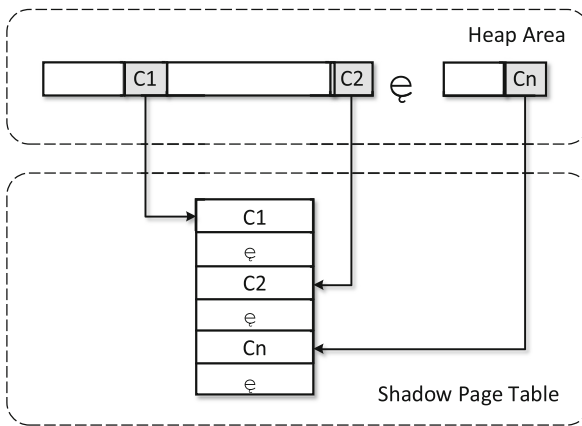 Heap Area
C1
C2
ę
Cn
C1
ę
C2
ę
Cn
ę
Shadow Page Table